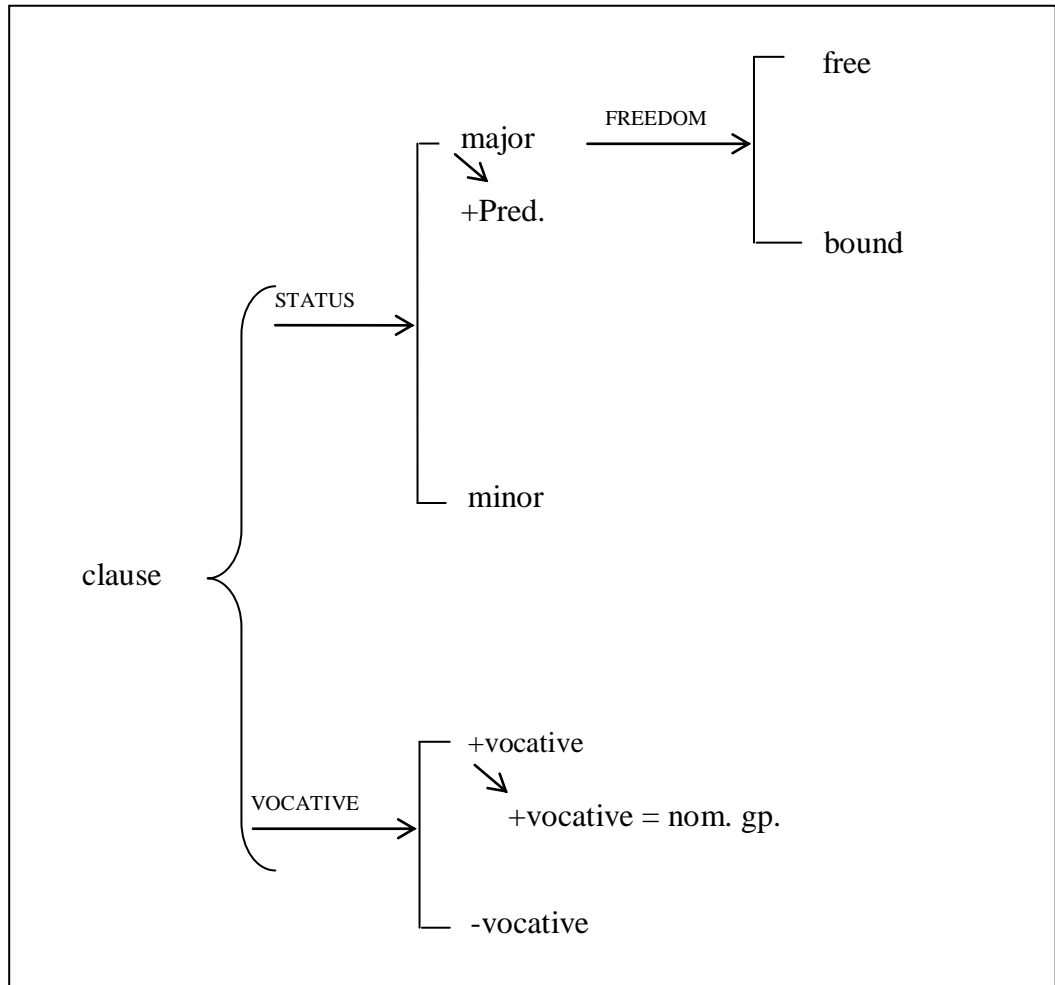 free
FREEDOM
major
+Pred.
bound
STATUS
minor
clause
+vocative
VOCATIVE
+vocative = nom. gp.
-vocative